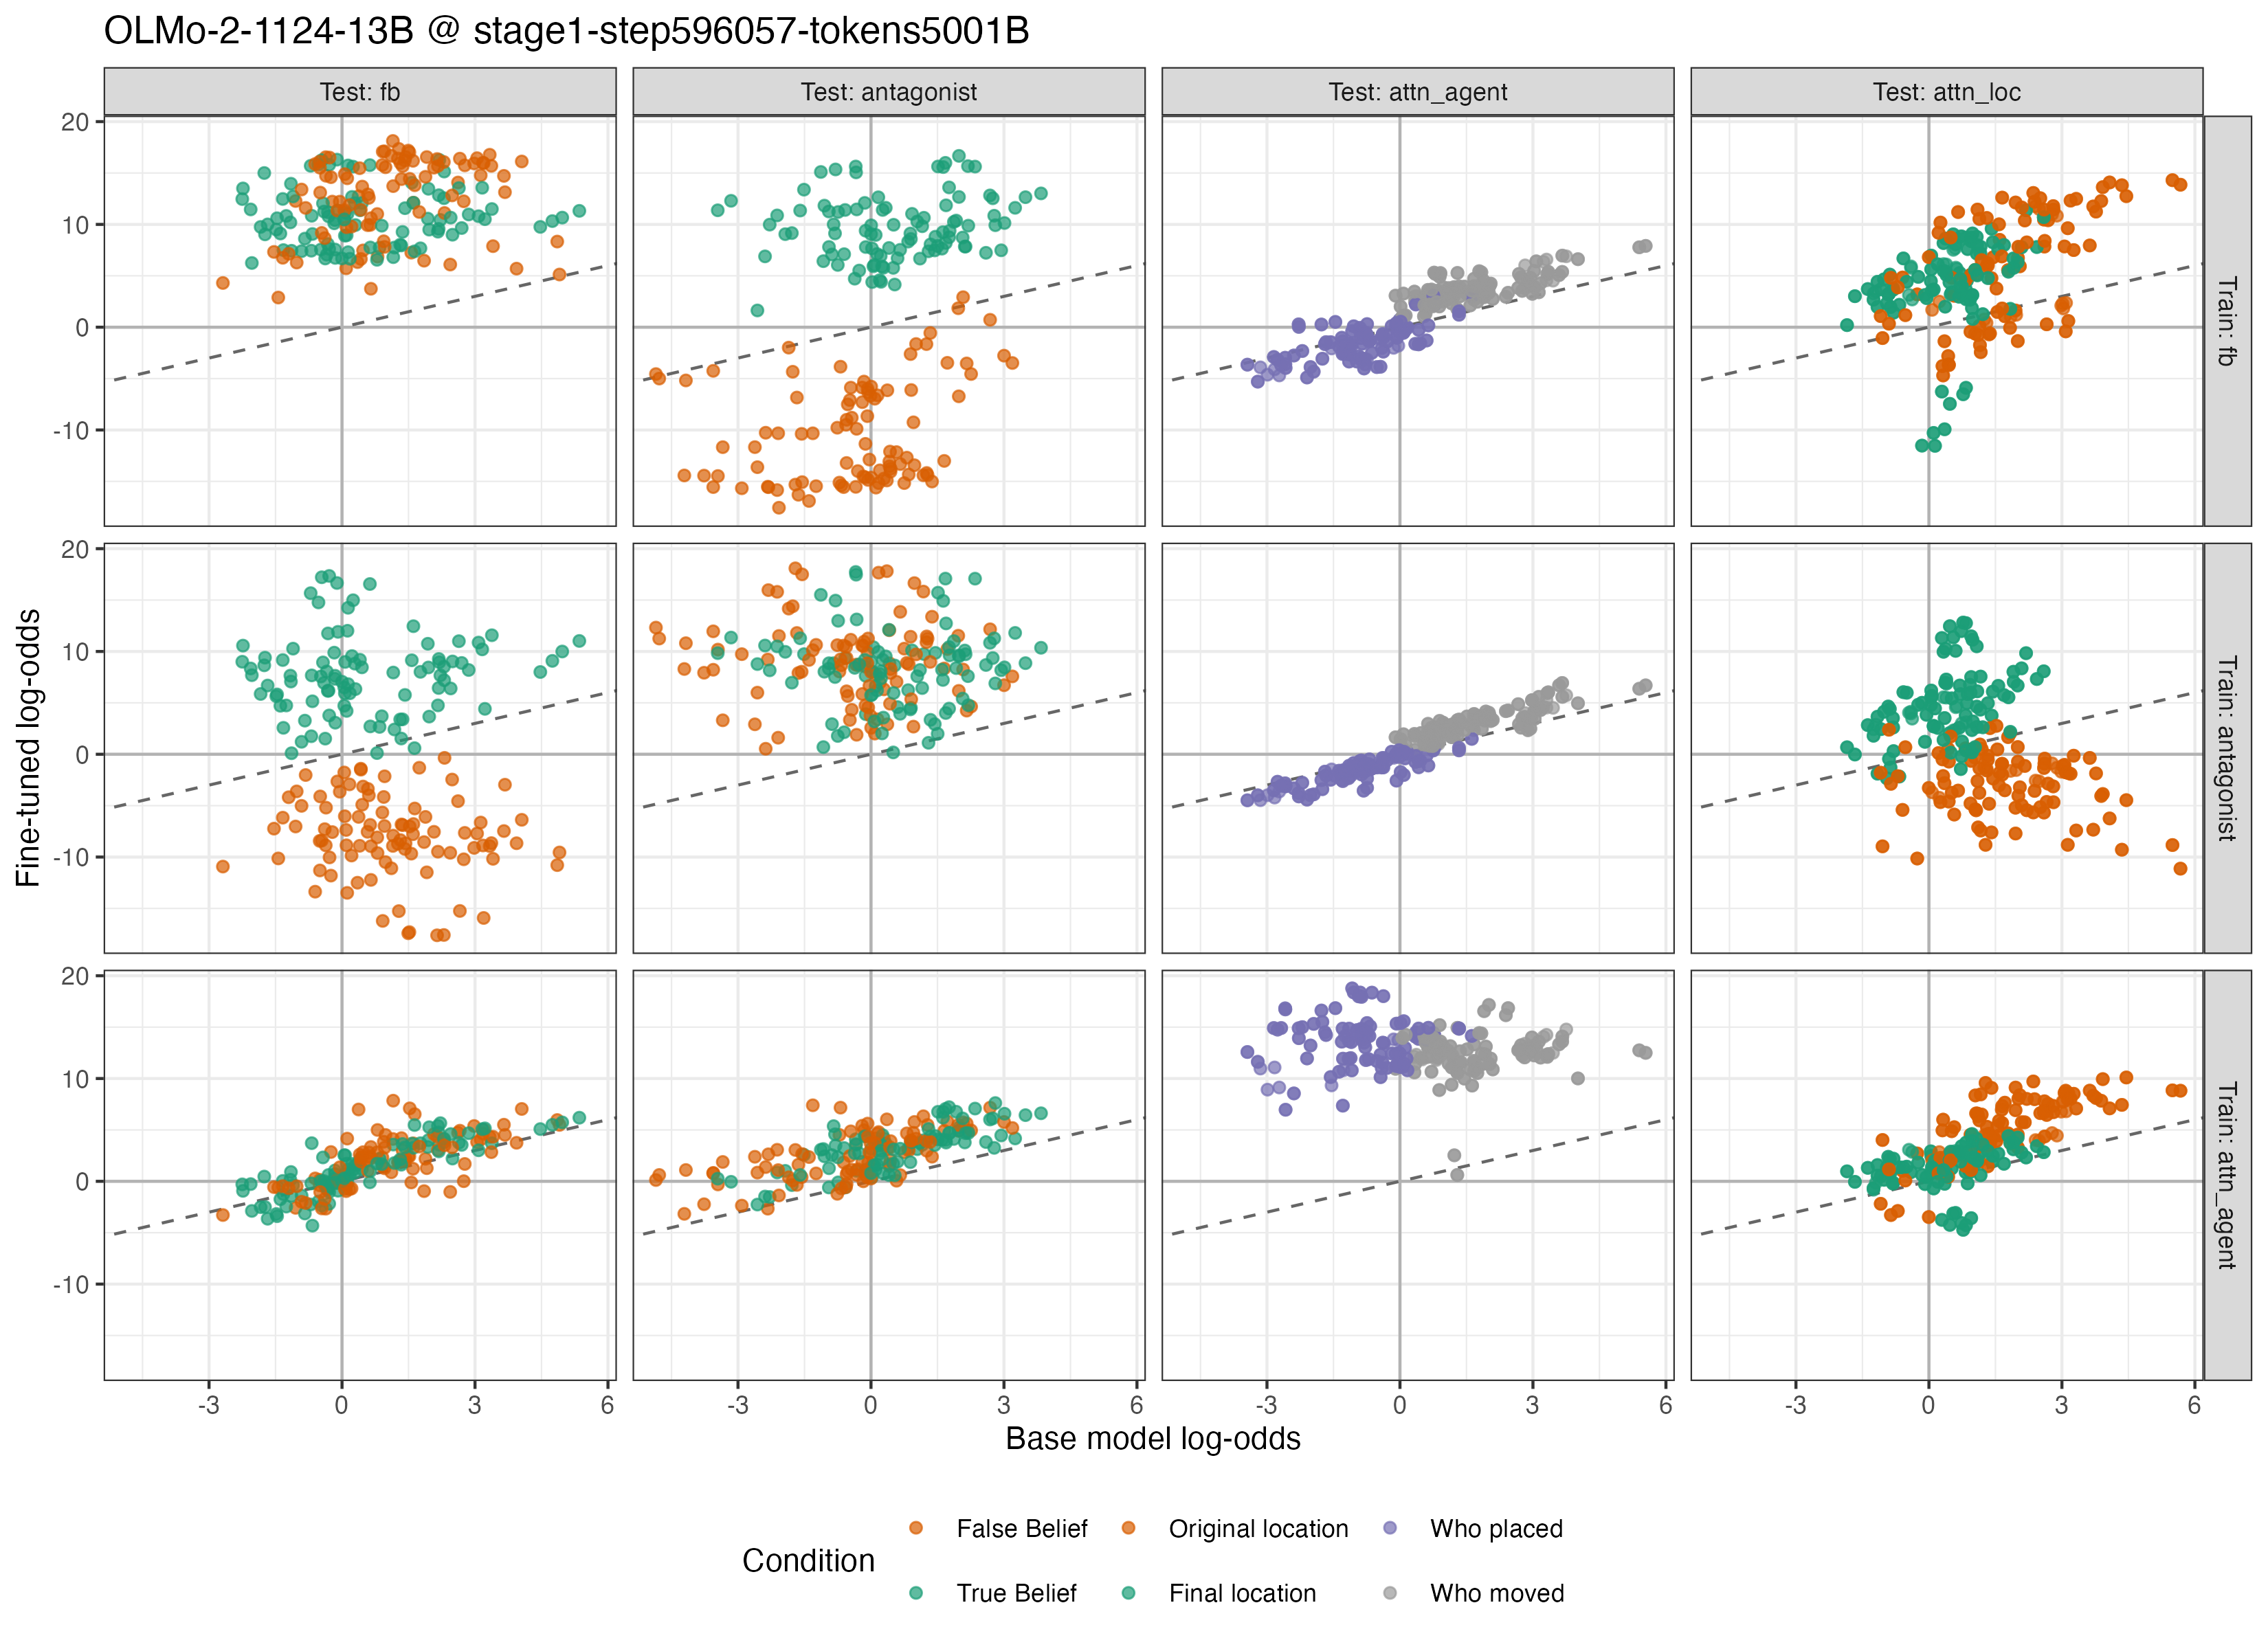 OLMo-2-1124-13B @ stage1-step596057-tokens5001B
Test: fb
Test: antagonist
Test: attn_agent
Test: attn_loc
20
10
0
-10
Train: fb
20
10
0
-10
Train: antagonist
20
10
0
-10
Train: attn_agent
Fine-tuned log-odds
-3 0 3 6
-3 0 3 6
-3 0 3 6
-3 0 3 6
Base model log-odds
Condition
False Belief
Original location
Who placed
True Belief
Final location
Who moved